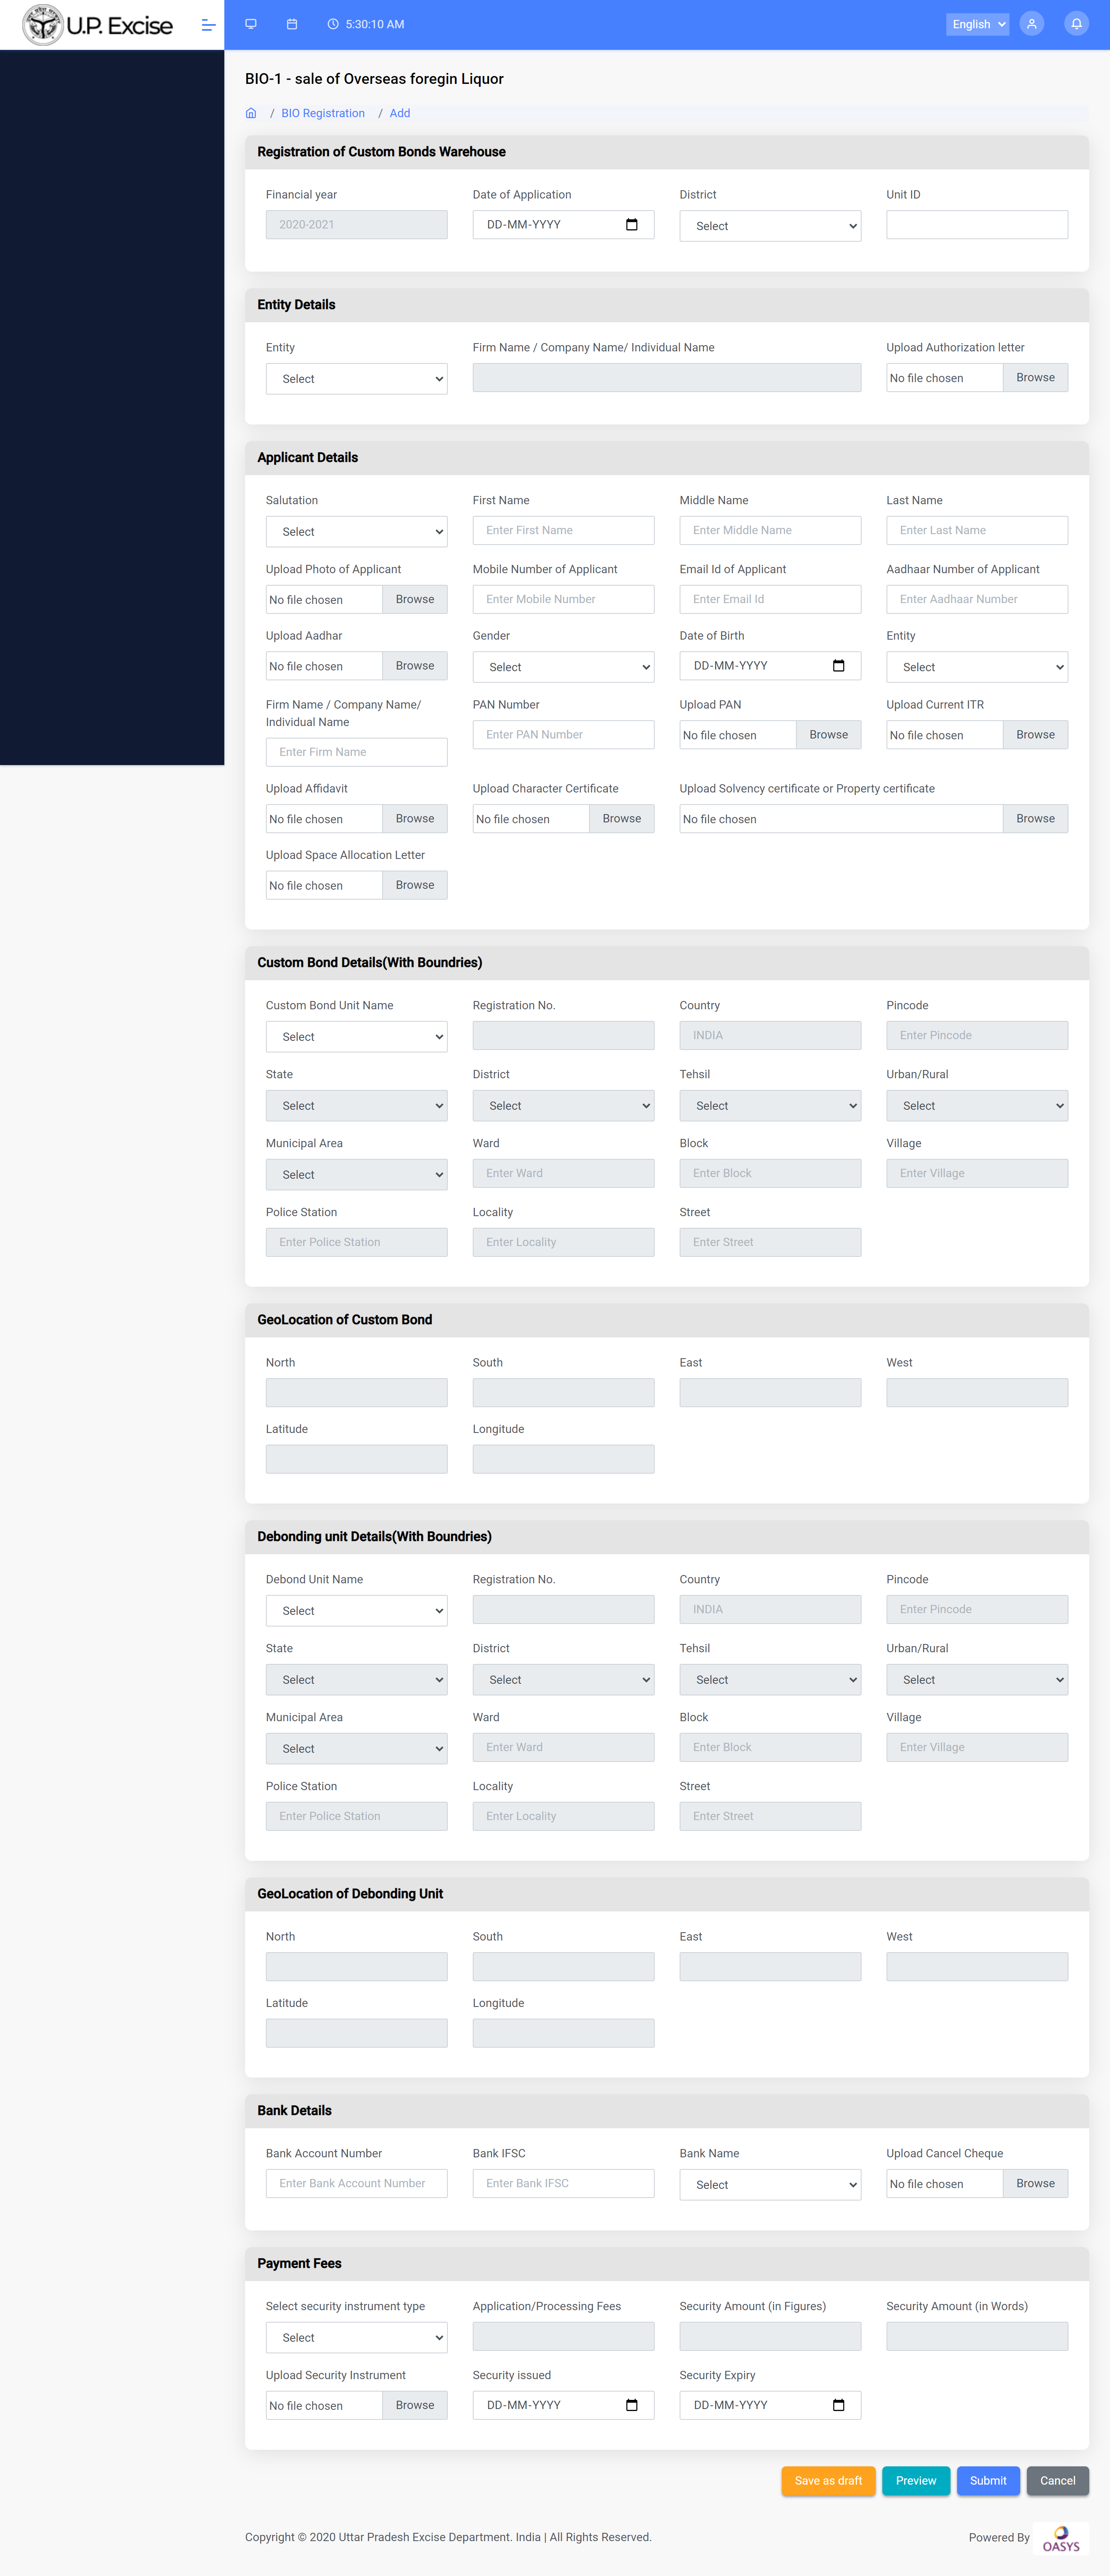 U.P. Excise
5:30:10 AM
English
BIO-1 - sale of Overseas foregin Liquor
/ BIO Registration / Add
Registration of Custom Bonds Warehouse
Financial year Date of Application District Unit ID
2020-2021 DD-MM-YYYY Select
Entity Details
Entity Firm Name / Company Name/ Individual Name Upload Authorization letter
Select No file chosen Browse
Applicant Details
Salutation First Name Middle Name Last Name
Select Enter First Name Enter Middle Name Enter Last Name
Upload Photo of Applicant Mobile Number of Applicant Email Id of Applicant Aadhaar Number of Applicant
No file chosen Browse Enter Mobile Number Enter Email Id Enter Aadhaar Number
Upload Aadhar Gender Date of Birth Entity
No file chosen Browse Select DD-MM-YYYY Select
Firm Name / Company Name/ PAN Number Upload PAN Upload Current ITR
Individual Name
Enter PAN Number No file chosen Browse No file chosen Browse
Enter Firm Name
Upload Affidavit Upload Character Certificate Upload Solvency certificate or Property certificate
No file chosen Browse No file chosen Browse No file chosen Browse
Upload Space Allocation Letter
No file chosen Browse
Custom Bond Details(With Boundries)
Custom Bond Unit Name Registration No. Country Pincode
Select INDIA Enter Pincode
State District Tehsil Urban/Rural
Select Select Select Select
Municipal Area Ward Block Village
Select Enter Ward Enter Block Enter Village
Police Station Locality Street
Enter Police Station Enter Locality Enter Street
GeoLocation of Custom Bond
North South East West
Latitude Longitude
Debonding unit Details(With Boundries)
Debond Unit Name Registration No. Country Pincode
Select INDIA Enter Pincode
State District Tehsil Urban/Rural
Select Select Select Select
Municipal Area Ward Block Village
Select Enter Ward Enter Block Enter Village
Police Station Locality Street
Enter Police Station Enter Locality Enter Street
GeoLocation of Debonding Unit
North South East West
Latitude Longitude
Bank Details
Bank Account Number Bank IFSC Bank Name Upload Cancel Cheque
Enter Bank Account Number Enter Bank IFSC Select No file chosen Browse
Payment Fees
Select security instrument type Application/Processing Fees Security Amount (in Figures) Security Amount (in Words)
Select
Upload Security Instrument Security issued Security Expiry
No file chosen Browse DD-MM-YYYY DD-MM-YYYY
Save as draft Preview Submit Cancel
Copyright © 2020 Uttar Pradesh Excise Department. India | All Rights Reserved. Powered By OASYS